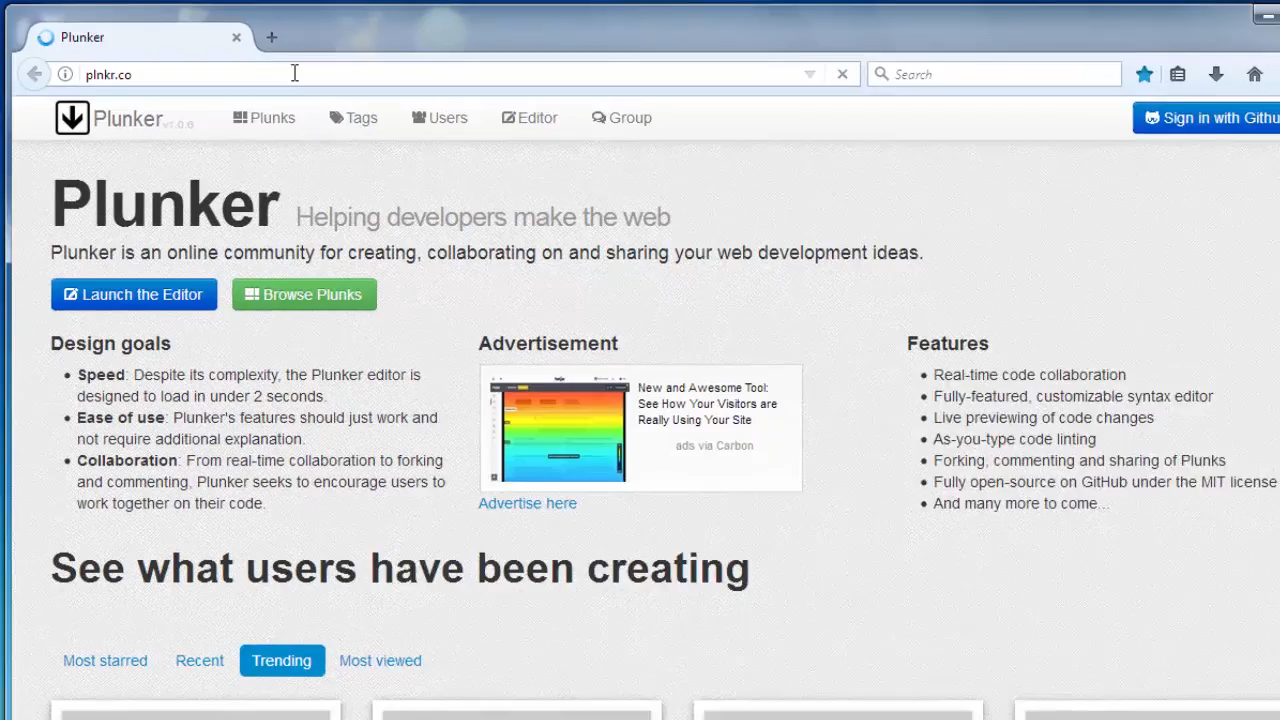 Plunker
plnkr.co
Search
Plunker v1.0.6 Plunks Tags Users Editor Group Sign in with Githu
Plunker Helping developers make the web
Plunker is an online community for creating, collaborating on and sharing your web development ideas.
Launch the Editor Browse Plunks
Design goals
Speed: Despite its complexity, the Plunker editor is
designed to load in under 2 seconds.
Ease of use: Plunker's features should just work and
not require additional explanation.
Collaboration: From real-time collaboration to forking
and commenting, Plunker seeks to encourage users to
work together on their code.
Advertisement
New and Awesome Tool:
See How Your Visitors are
Really Using Your Site
ads via Carbon
Advertise here
Features
Real-time code collaboration
Fully-featured, customizable syntax editor
Live previewing of code changes
As-you-type code linting
Forking, commenting and sharing of Plunks
Fully open-source on GitHub under the MIT license
And many more to come...
See what users have been creating
Most starred Recent Trending Most viewed